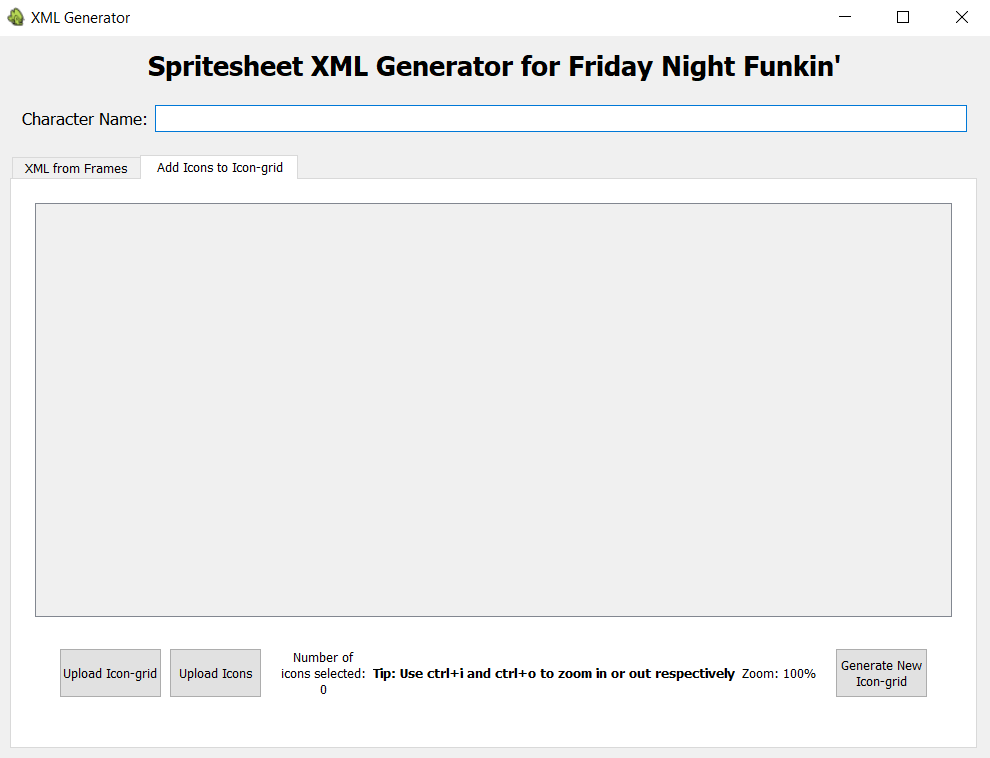 XML Generator
Spritesheet XML Generator for Friday Night Funkin'
Character Name:
XML from Frames
Add Icons to Icon-grid
Upload Icon-grid
Upload Icons
Number of
icons selected:
0
Tip: Use ctrl+i and ctrl+o to zoom in or out respectively
Zoom: 100%
Generate New
Icon-grid